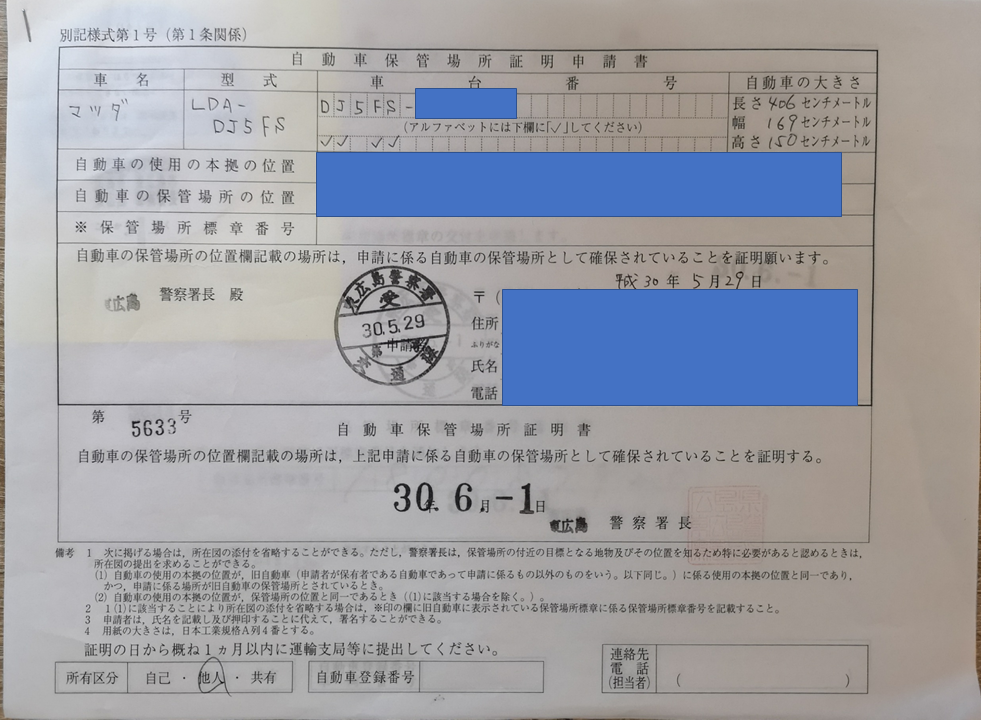 別記様式第1号（第1条関係）
自動車保管場所証明申請書
車名 型式 車台番号 自動車の大きさ
マツダ LDA-DJ5FS DJ5FS- 長さ 406 センチメートル
（アルファベットには下欄に「✓」してください） 幅 169 センチメートル
✓✓ ✓✓ 高さ 150 センチメートル
自動車の使用の本拠の位置
自動車の保管場所の位置
※保管場所標章番号
自動車の保管場所の位置欄記載の場所は，申請に係る自動車の保管場所として確保されていることを証明願います。
平成30年5月29日
東広島 警察署長 殿
東広島警察署
受
30.5.29
〒（
住所
ふりがな
氏名
電話
第5633号
自動車保管場所証明書
自動車の保管場所の位置欄記載の場所は，上記申請に係る自動車の保管場所として確保されていることを証明する。
30年6月-1日
東広島 警察署長
備考 1 次に掲げる場合は，所在図の添付を省略することができる。ただし，警察署長は，保管場所の付近の目標となる地物及びその位置を知るため特に必要があると認めるときは，
所在図の提出を求めることができる。
(1) 自動車の使用の本拠の位置が，旧自動車（申請者が保有者である自動車であって申請に係るもの以外のものをいう。以下同じ。）に係る使用の本拠の位置と同一であり，
かつ，申請に係る場所が旧自動車の保管場所とされているとき。
(2) 自動車の使用の本拠の位置が，保管場所の位置と同一であるとき（(1)に該当する場合を除く。）。
2 1(1)に該当することにより所在図の添付を省略する場合は，※印の欄に旧自動車に表示されている保管場所標章に係る保管場所標章番号を記載すること。
3 申請者は，氏名を記載し及び押印することに代えて，署名することができる。
4 用紙の大きさは，日本工業規格A列4番とする。
証明の日から概ね1ヵ月以内に運輸支局等に提出してください。
所有区分 自己・他人・共有 自動車登録番号
連絡先
電話
（担当者） （ ）